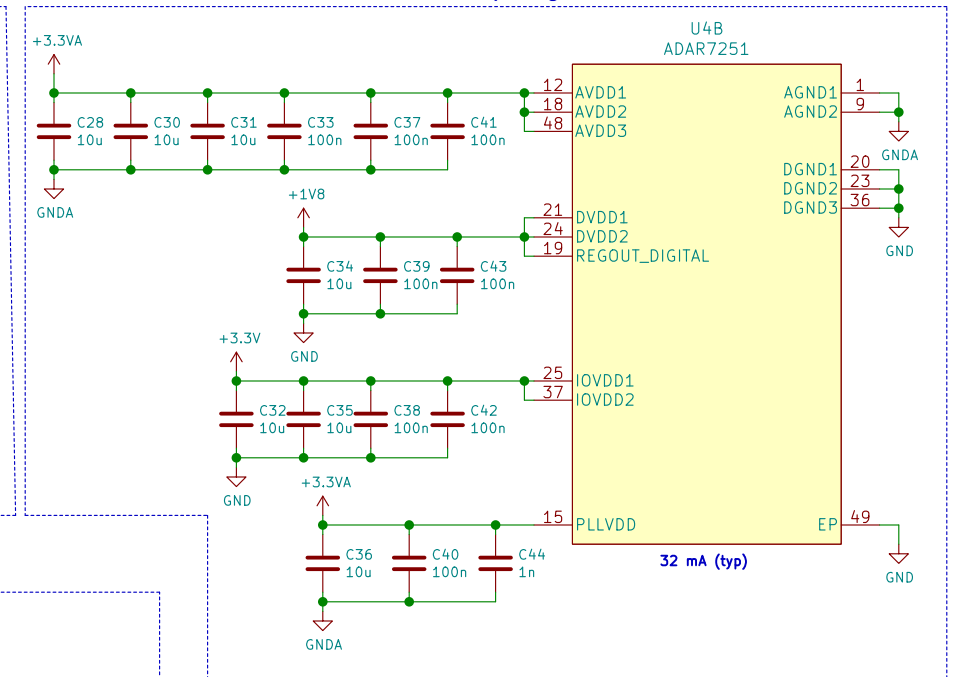 U4B
ADAR7251
+3.3VA
C28
10u
C30
10u
C31
10u
C33
100n
C37
100n
C41
100n
GNDA
12 AVDD1
18 AVDD2
48 AVDD3
AGND1 1
AGND2 9
GNDA
DGND1 20
DGND2 23
DGND3 36
GND
+1V8
C34
10u
C39
100n
C43
100n
GND
21 DVDD1
24 DVDD2
19 REGOUT_DIGITAL
+3.3V
C32
10u
C35
10u
C38
100n
C42
100n
GND
25 IOVDD1
37 IOVDD2
+3.3VA
C36
10u
C40
100n
C44
1n
GNDA
15 PLLVDD
EP 49
GND
32 mA (typ)